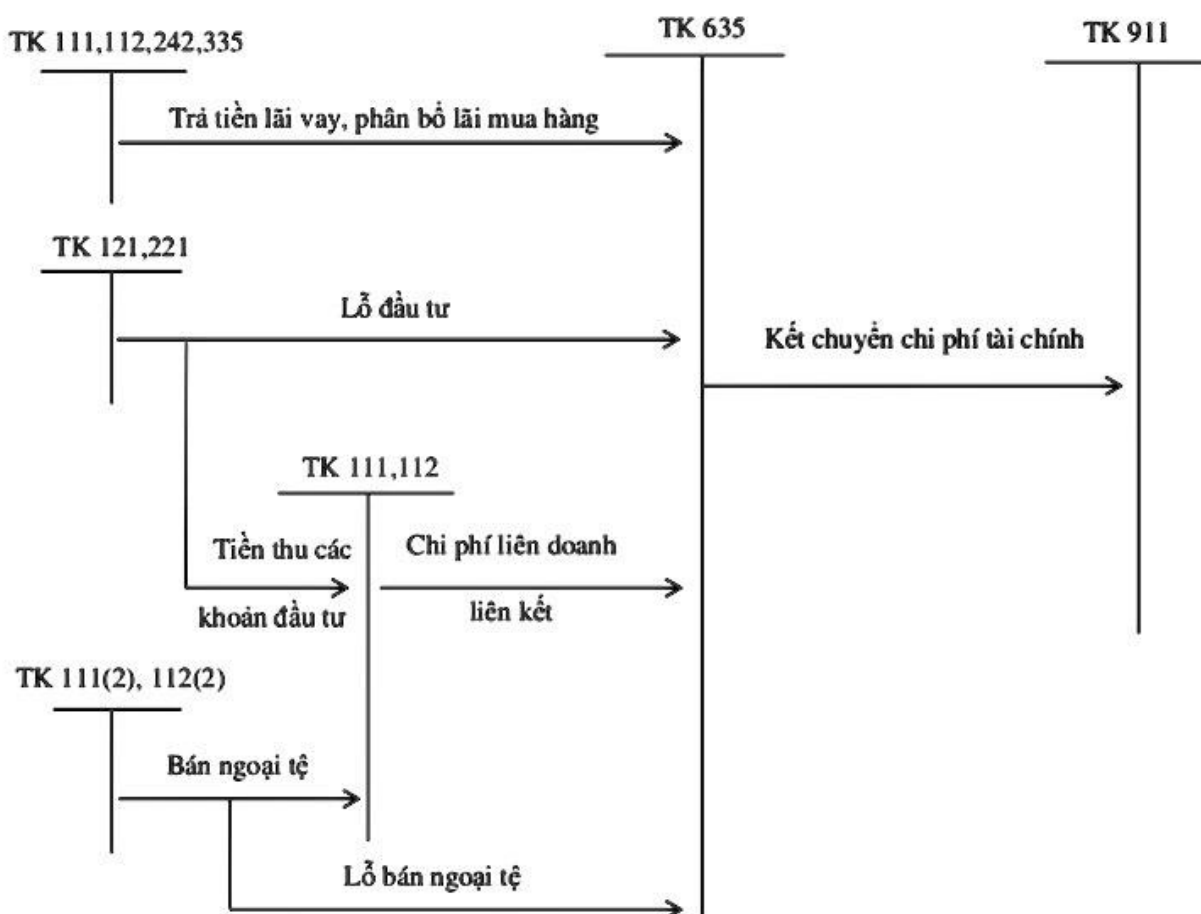 TK 111,112,242,335
TK 635
TK 911
Trả tiền lãi vay, phân bổ lãi mua hàng
TK 121,221
Lỗ đầu tư
Kết chuyển chi phí tài chính
TK 111,112
Tiền thu các
khoản đầu tư
Chi phí liên doanh
liên kết
TK 111(2), 112(2)
Bán ngoại tệ
Lỗ bán ngoại tệ